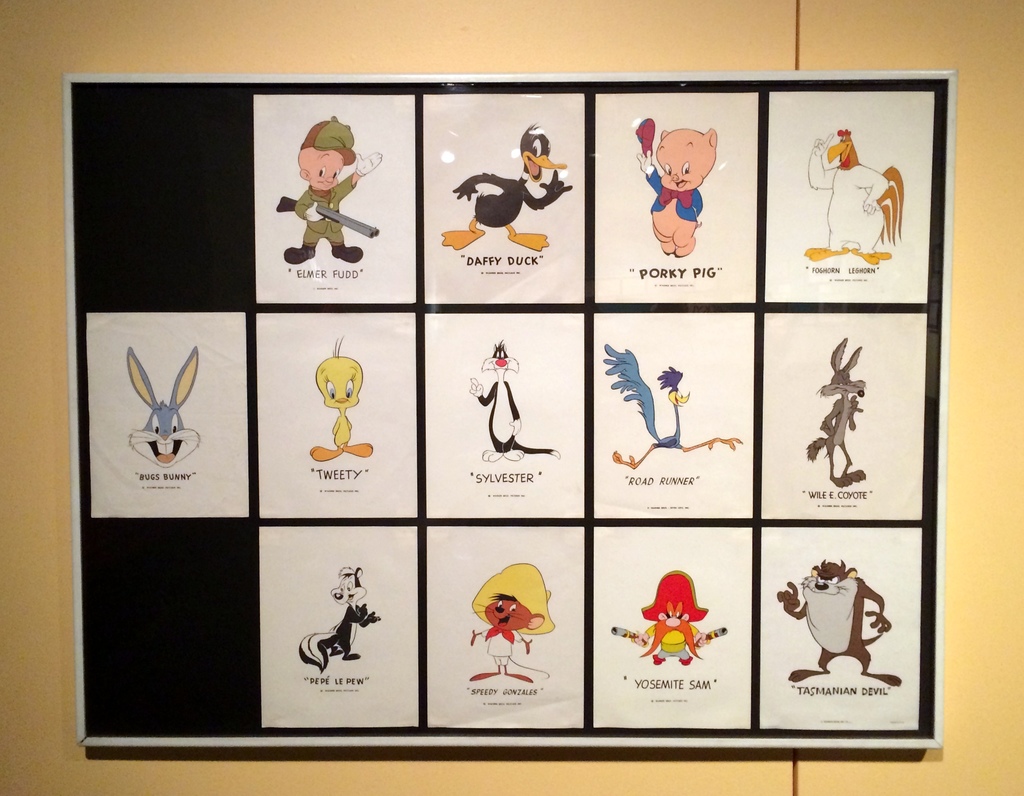 "ELMER FUDD"
"DAFFY DUCK"
"PORKY PIG"
"FOGHORN LEGHORN"
"BUGS BUNNY"
"TWEETY"
"SYLVESTER"
"ROAD RUNNER"
"WILE E. COYOTE"
"PEPÉ LE PEW"
"SPEEDY GONZALES"
"YOSEMITE SAM"
"TASMANIAN DEVIL"